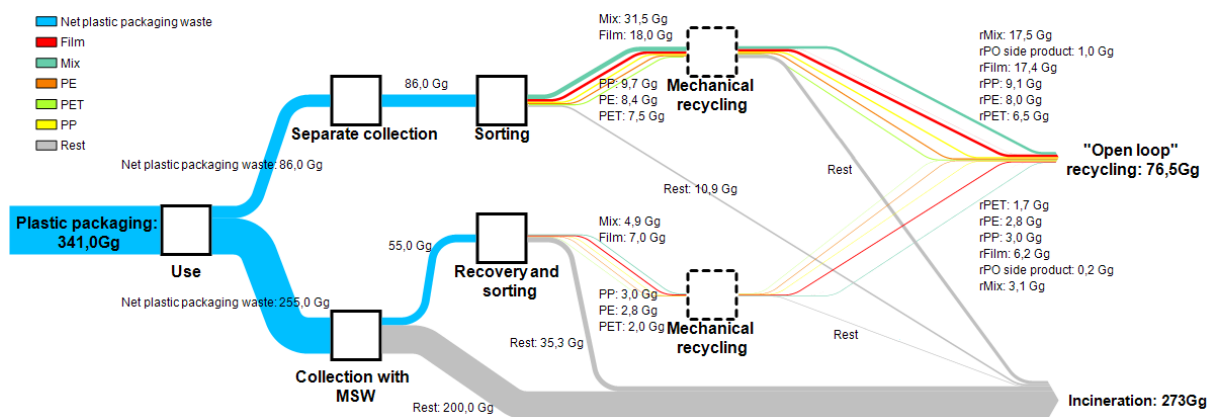 Net plastic packaging waste
Film
Mix
PE
PET
PP
Rest
Mix: 31,5 Gg
Film: 18,0 Gg
PP: 9,7 Gg
PE: 8,4 Gg
PET: 7,5 Gg
Mechanical
recycling
rMix: 17,5 Gg
rPO side product: 1,0 Gg
rFilm: 17,4 Gg
rPP: 9,1 Gg
rPE: 8,0 Gg
rPET: 6,5 Gg
86,0 Gg
Separate collection
Sorting
Net plastic packaging waste: 86,0 Gg
Rest
Rest: 10,9 Gg
"Open loop"
recycling: 76,5Gg
Plastic packaging:
341,0Gg
Use
Net plastic packaging waste: 255,0 Gg
55,0 Gg
Recovery and
sorting
Mix: 4,9 Gg
Film: 7,0 Gg
PP: 3,0 Gg
PE: 2,8 Gg
PET: 2,0 Gg
Mechanical
recycling
rPET: 1,7 Gg
rPE: 2,8 Gg
rPP: 3,0 Gg
rFilm: 6,2 Gg
rPO side product: 0,2 Gg
rMix: 3,1 Gg
Rest: 35,3 Gg
Rest
Collection with
MSW
Rest: 200,0 Gg
Incineration: 273Gg